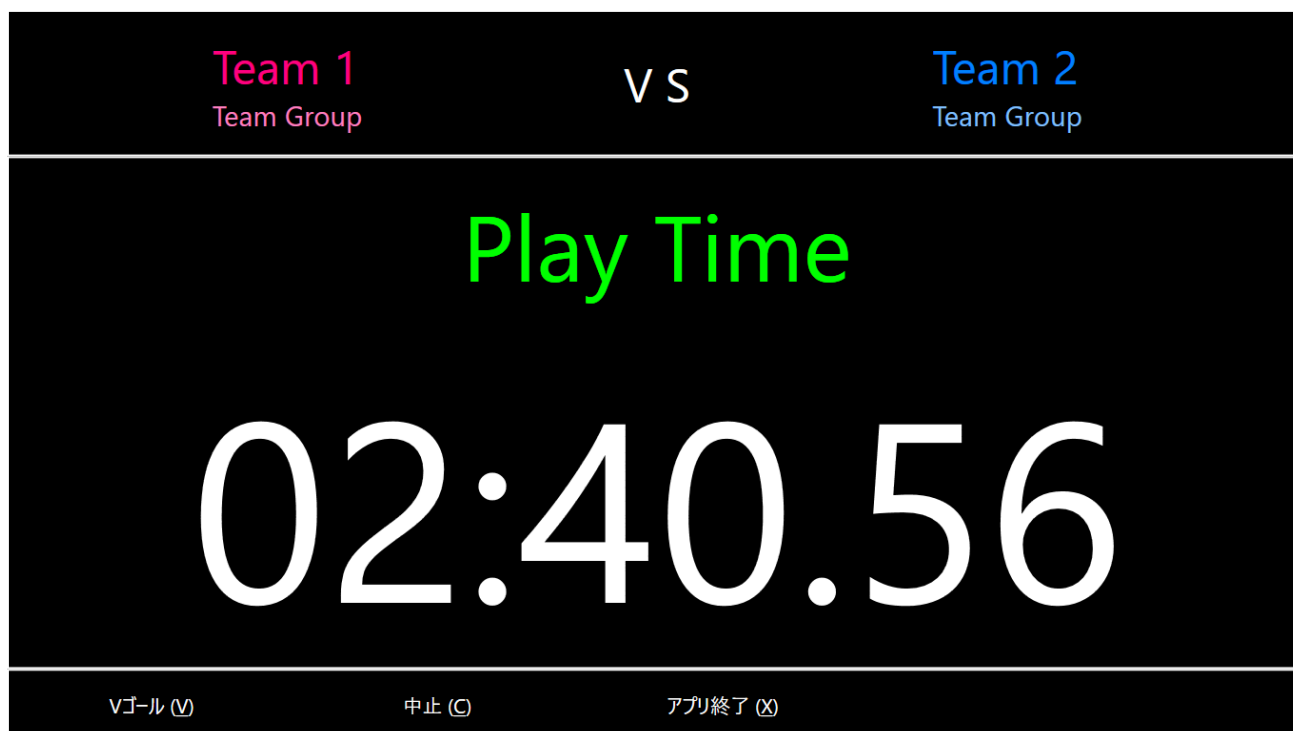 Team 1
Team Group
V S
Team 2
Team Group
Play Time
02:40.56
Vゴール (V)
中止 (C)
アプリ終了 (X)